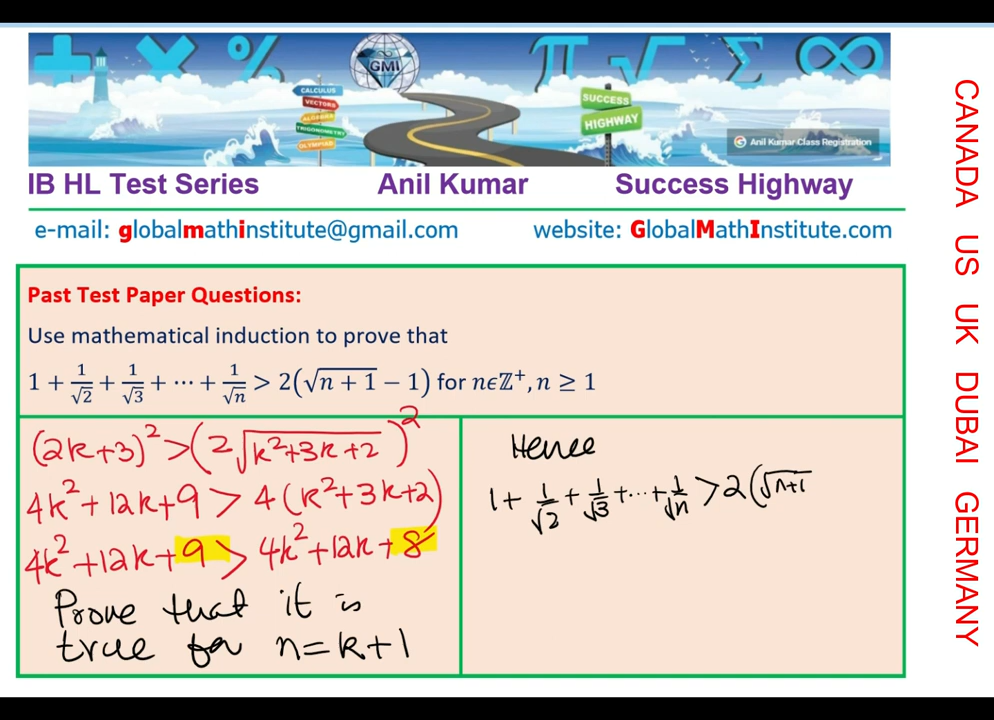 GMI
CALCULUS
VECTORS
ALGEBRA
TRIGONOMETRY
OLYMPIAD
SUCCESS
HIGHWAY
Anil Kumar Class Registration
IB HL Test Series Anil Kumar Success Highway
e-mail: globalmathinstitute@gmail.com website: GlobalMathInstitute.com
Past Test Paper Questions:
Use mathematical induction to prove that
1 + 1/√2 + 1/√3 + ⋯ + 1/√n > 2(√(n + 1) − 1) for nϵℤ⁺, n ≥ 1
(2k+3)² > (2√(k²+3k+2))²
4k²+12k+9 > 4(k²+3k+2)
4k²+12k+9 > 4k²+12k+8
Prove that it is
true for n=k+1
Hence
1 + 1/√2 + 1/√3 + ... + 1/√n > 2(√n+1
CANADA US UK DUBAI GERMANY